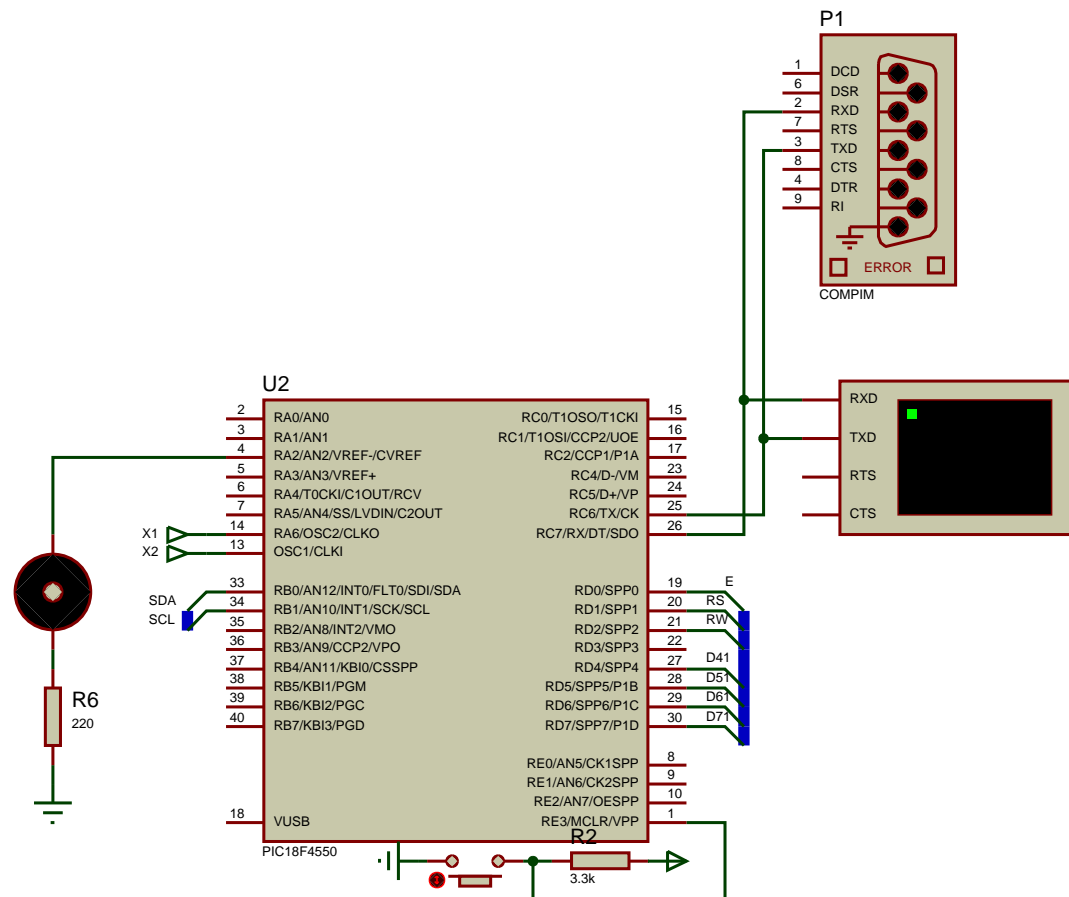 P1
1 DCD
6 DSR
2 RXD
7 RTS
3 TXD
8 CTS
4 DTR
9 RI
ERROR
COMPIM
U2
2 RA0/AN0 RC0/T1OSO/T1CKI 15
3 RA1/AN1 RC1/T1OSI/CCP2/UOE 16
4 RA2/AN2/VREF-/CVREF RC2/CCP1/P1A 17
5 RA3/AN3/VREF+ RC4/D-/VM 23
6 RA4/T0CKI/C1OUT/RCV RC5/D+/VP 24
7 RA5/AN4/SS/LVDIN/C2OUT RC6/TX/CK 25
X1 14 RA6/OSC2/CLKO RC7/RX/DT/SDO 26
X2 13 OSC1/CLKI
RXD
TXD
RTS
CTS
33 RB0/AN12/INT0/FLT0/SDI/SDA RD0/SPP0 19 E
SDA 34 RB1/AN10/INT1/SCK/SCL RD1/SPP1 20 RS
SCL 35 RB2/AN8/INT2/VMO RD2/SPP2 21 RW
36 RB3/AN9/CCP2/VPO RD3/SPP3 22
37 RB4/AN11/KBI0/CSSPP RD4/SPP4 27 D41
38 RB5/KBI1/PGM RD5/SPP5/P1B 28 D51
39 RB6/KBI2/PGC RD6/SPP6/P1C 29 D61
40 RB7/KBI3/PGD RD7/SPP7/P1D 30 D71
R6
220
RE0/AN5/CK1SPP 8
RE1/AN6/CK2SPP 9
RE2/AN7/OESPP 10
18 VUSB RE3/MCLR/VPP 1
PIC18F4550
R2
3.3k